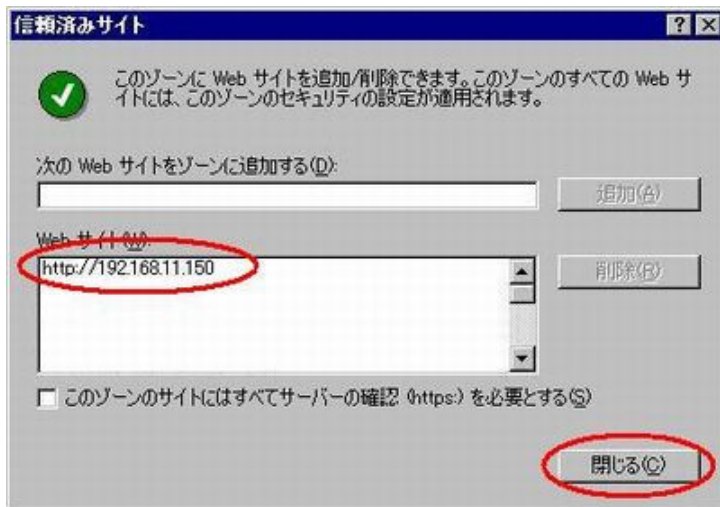 信頼済みサイト
このゾーンに Web サイトを追加/削除できます。このゾーンのすべての Web サ
イトには、このゾーンのセキュリティの設定が適用されます。
次の Web サイトをゾーンに追加する(D):
追加(A)
Web サイト(W):
http://192.168.11.150
削除(R)
このゾーンのサイトにはすべてサーバーの確認 (https:) を必要とする(S)
閉じる(C)